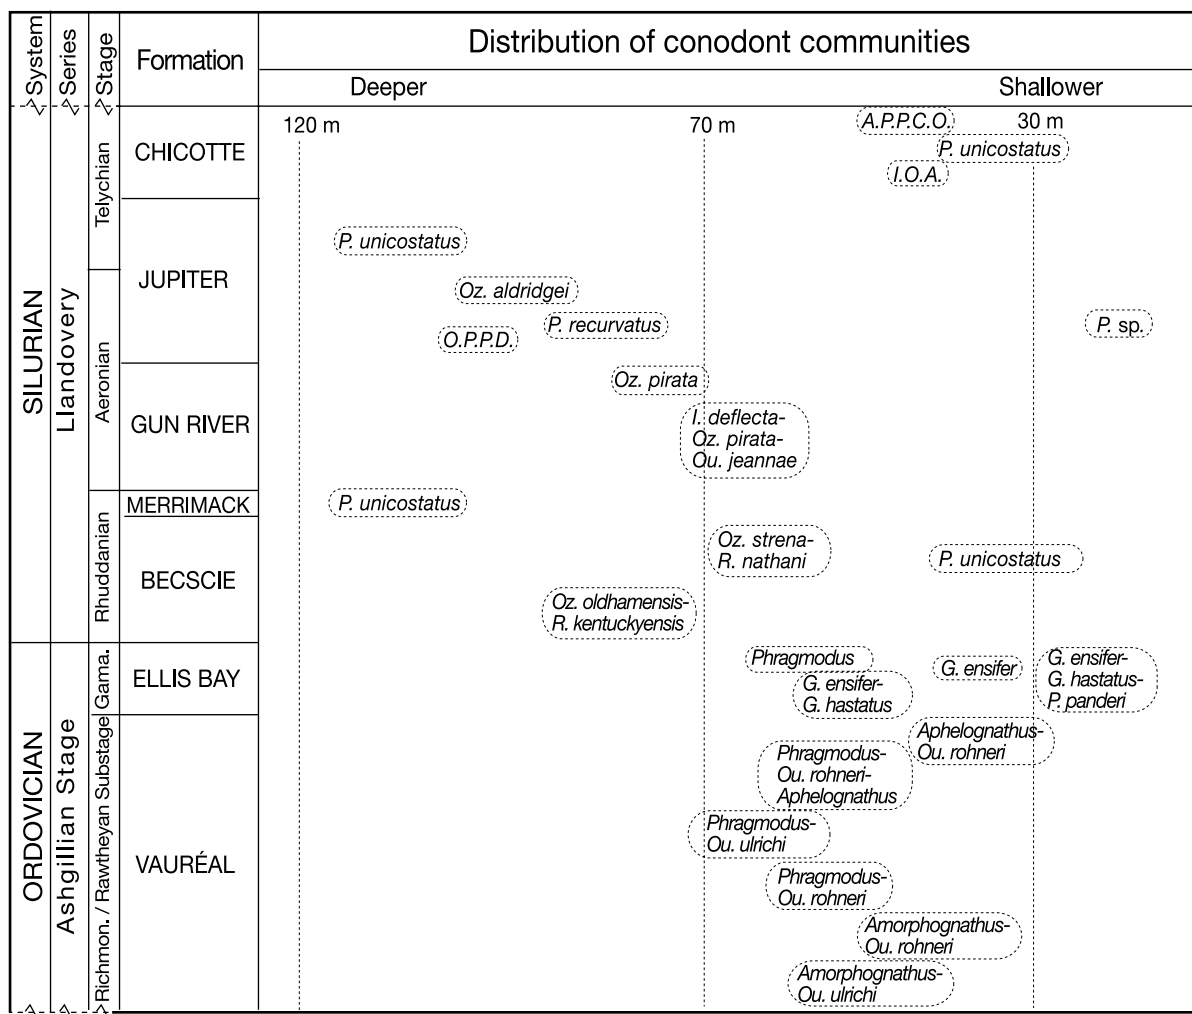 System
Series
Stage
Formation
Distribution of conodont communities
Deeper
Shallower
120 m
70 m
30 m
SILURIAN
Llandovery
Telychian
CHICOTTE
A.P.P.C.O.
P. unicostatus
I.O.A.
Aeronian
JUPITER
P. unicostatus
Oz. aldridgei
P. recurvatus
P. sp.
O.P.P.D.
GUN RIVER
Oz. pirata
I. deflecta-
Oz. pirata-
Ou. jeannae
Rhuddanian
MERRIMACK
P. unicostatus
BECSCIE
Oz. strena-
R. nathani
P. unicostatus
Oz. oldhamensis-
R. kentuckyensis
ORDOVICIAN
Ashgillian Stage
Gama.
ELLIS BAY
Phragmodus
G. ensifer-
G. hastatus
G. ensifer
G. ensifer-
G. hastatus-
P. panderi
Richmon. / Rawtheyan Substage
VAURÉAL
Aphelognathus-
Ou. rohneri
Phragmodus-
Ou. rohneri-
Aphelognathus
Phragmodus-
Ou. ulrichi
Phragmodus-
Ou. rohneri
Amorphognathus-
Ou. rohneri
Amorphognathus-
Ou. ulrichi